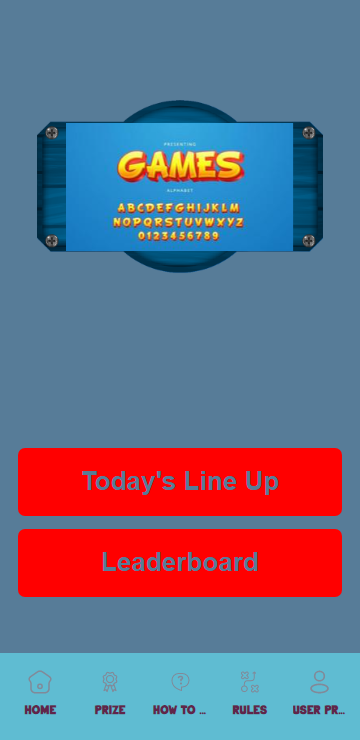 PRESENTING
GAMES
ALPHABET
ABCDEFGHIJKLM
NOPQRSTUVWXYZ
0123456789
Today's Line Up
Leaderboard
HOME PRIZE HOW TO ... RULES USER PR...